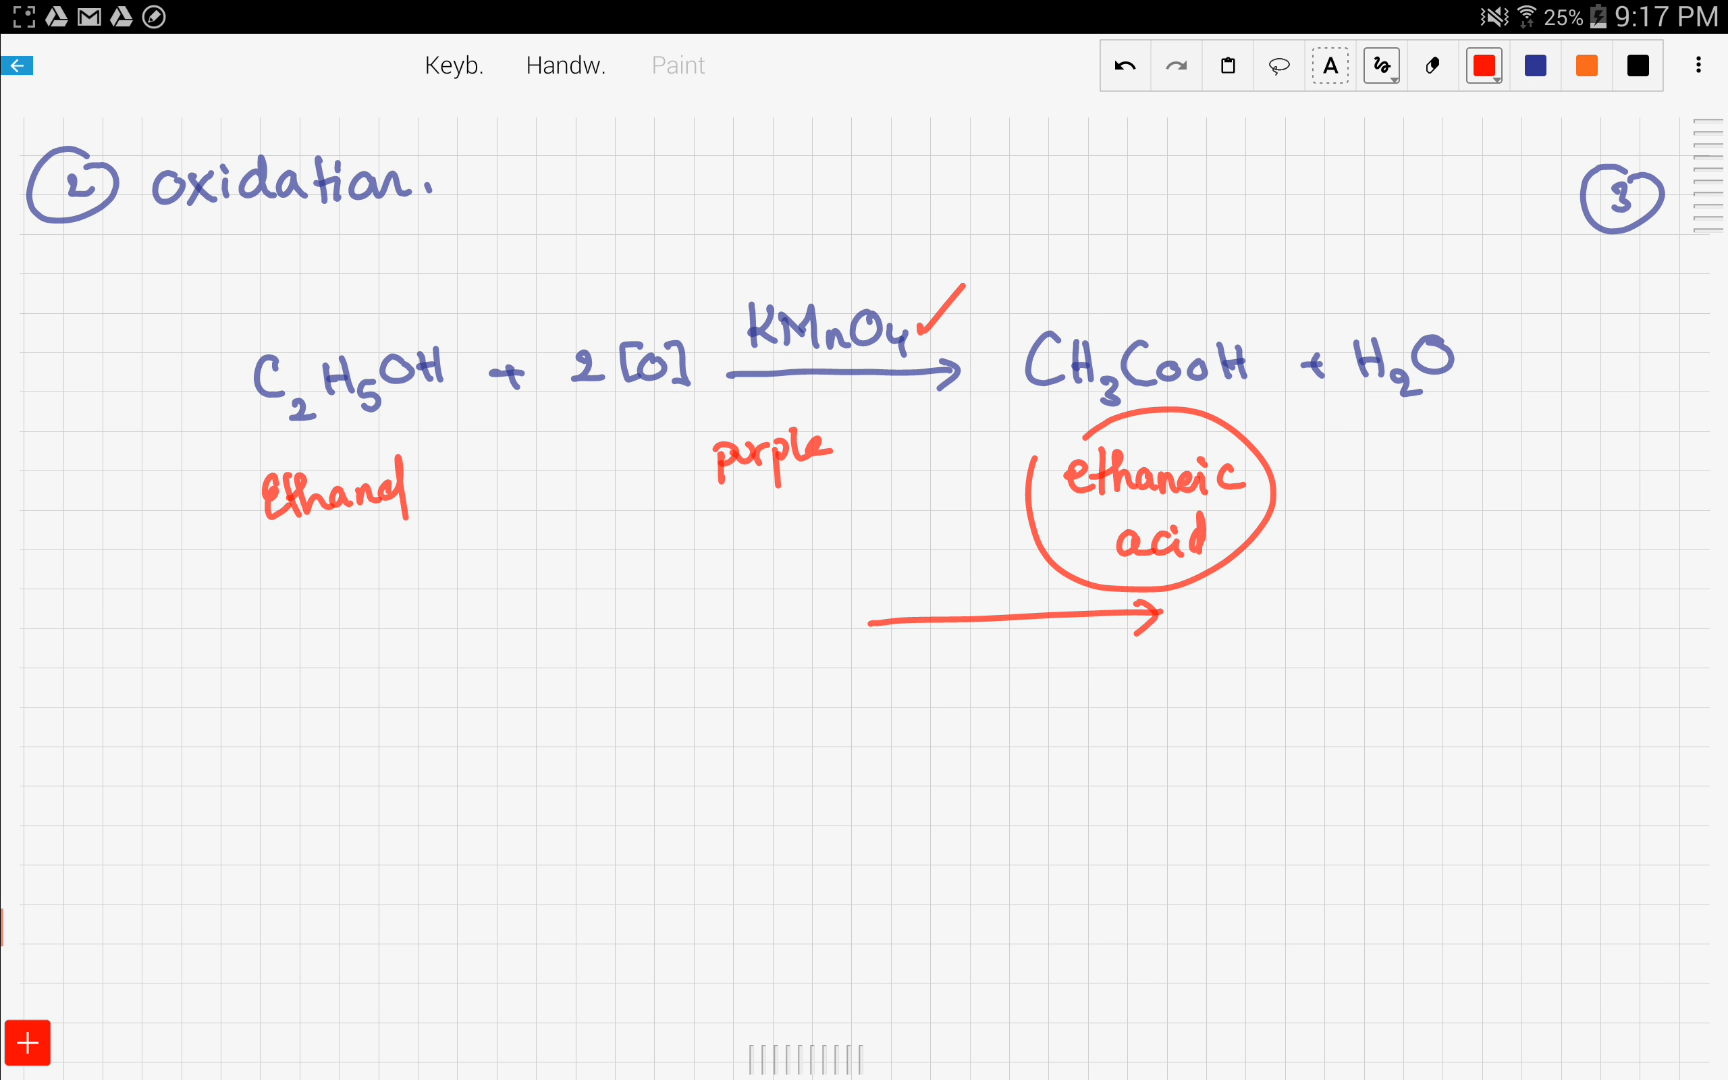 25% 9:17 PM
Keyb. Handw. Paint A
2 oxidation. 3
KMnO4
C2H5OH + 2[O] → CH3COOH + H2O
ethanol purple ethanoic
acid